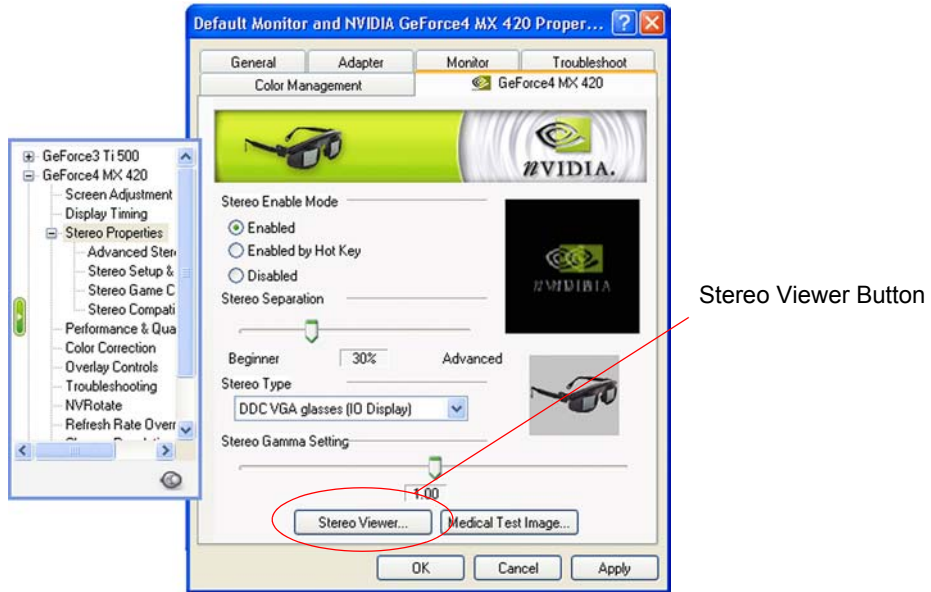 Default Monitor and NVIDIA GeForce4 MX 420 Proper...
General Adapter Monitor Troubleshoot
Color Management GeForce4 MX 420
nVIDIA.
GeForce3 Ti 500
GeForce4 MX 420
Screen Adjustment
Display Timing
Stereo Properties
Advanced Ster
Stereo Setup &
Stereo Game C
Stereo Compati
Performance & Qua
Color Correction
Overlay Controls
Troubleshooting
NVRotate
Refresh Rate Overr
Stereo Enable Mode
Enabled
Enabled by Hot Key
Disabled
Stereo Separation
Beginner 30% Advanced
Stereo Type
DDC VGA glasses (IO Display)
Stereo Gamma Setting
1.00
Stereo Viewer... Medical Test Image...
OK Cancel Apply
Stereo Viewer Button